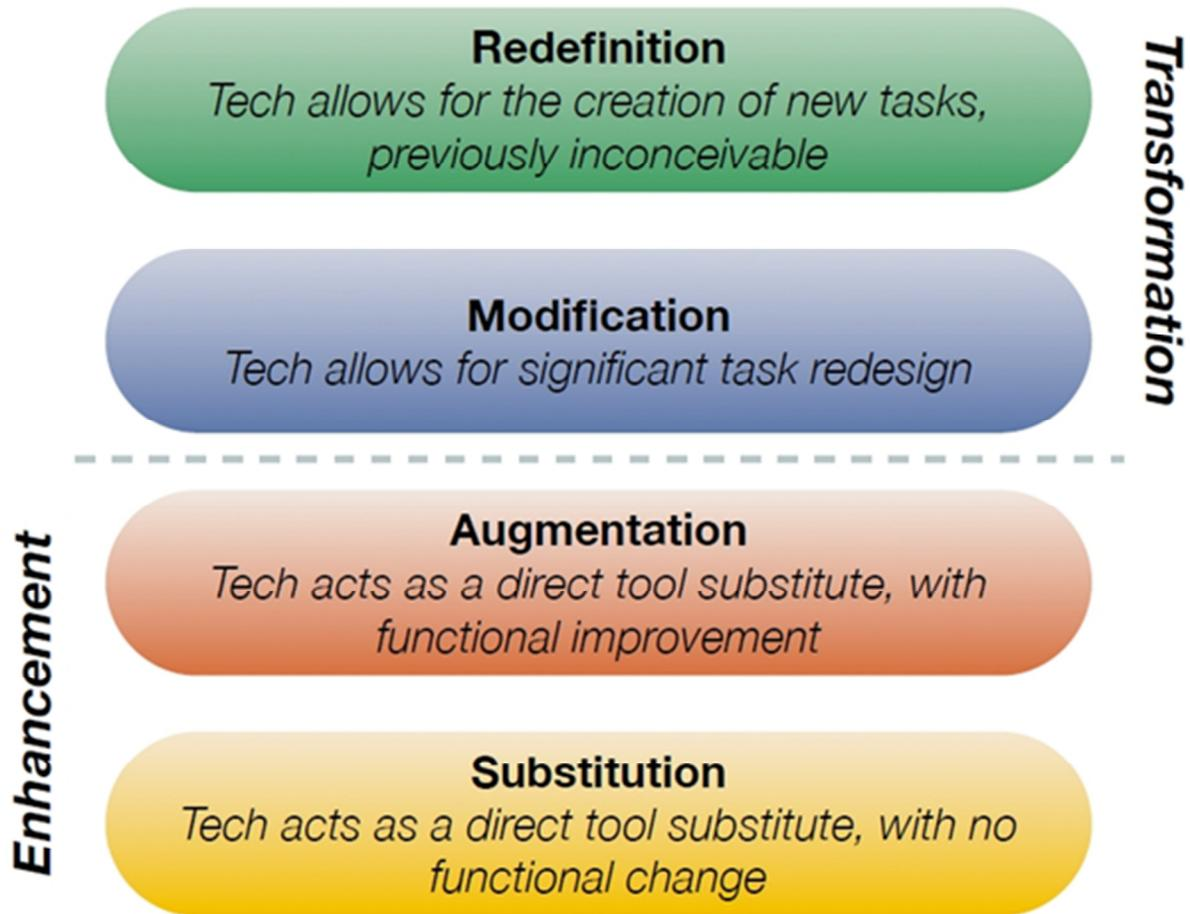 Redefinition
Tech allows for the creation of new tasks,
previously inconceivable
Transformation
Modification
Tech allows for significant task redesign
Augmentation
Tech acts as a direct tool substitute, with
functional improvement
Enhancement
Substitution
Tech acts as a direct tool substitute, with no
functional change